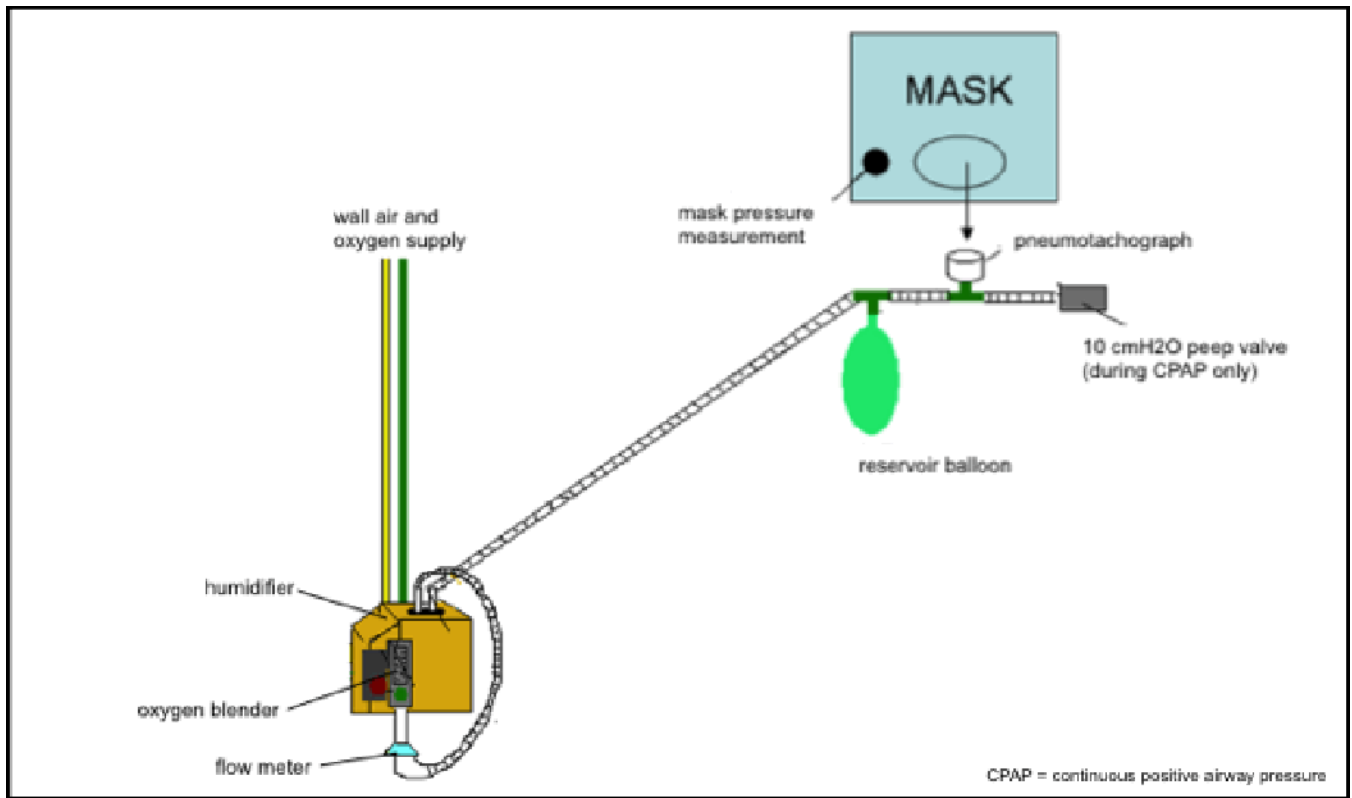 MASK
mask pressure
measurement
pneumotachograph
wall air and
oxygen supply
10 cmH2O peep valve
(during CPAP only)
reservoir balloon
humidifier
oxygen blender
flow meter
CPAP = continuous positive airway pressure